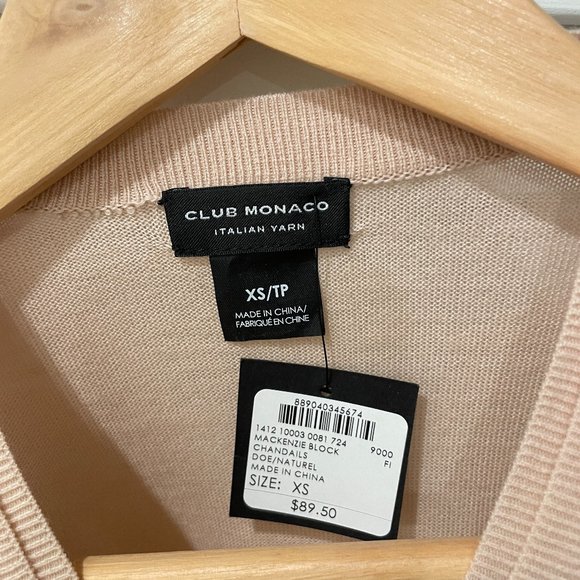 CLUB MONACO
ITALIAN YARN
XS/TP
MADE IN CHINA/
FABRIQUÉ EN CHINE
889040345674
1412 10003 0081 724 9000
MACKENZIE BLOCK FI
CHANDAILS
DOE/NATUREL
MADE IN CHINA
SIZE: XS
$89.50